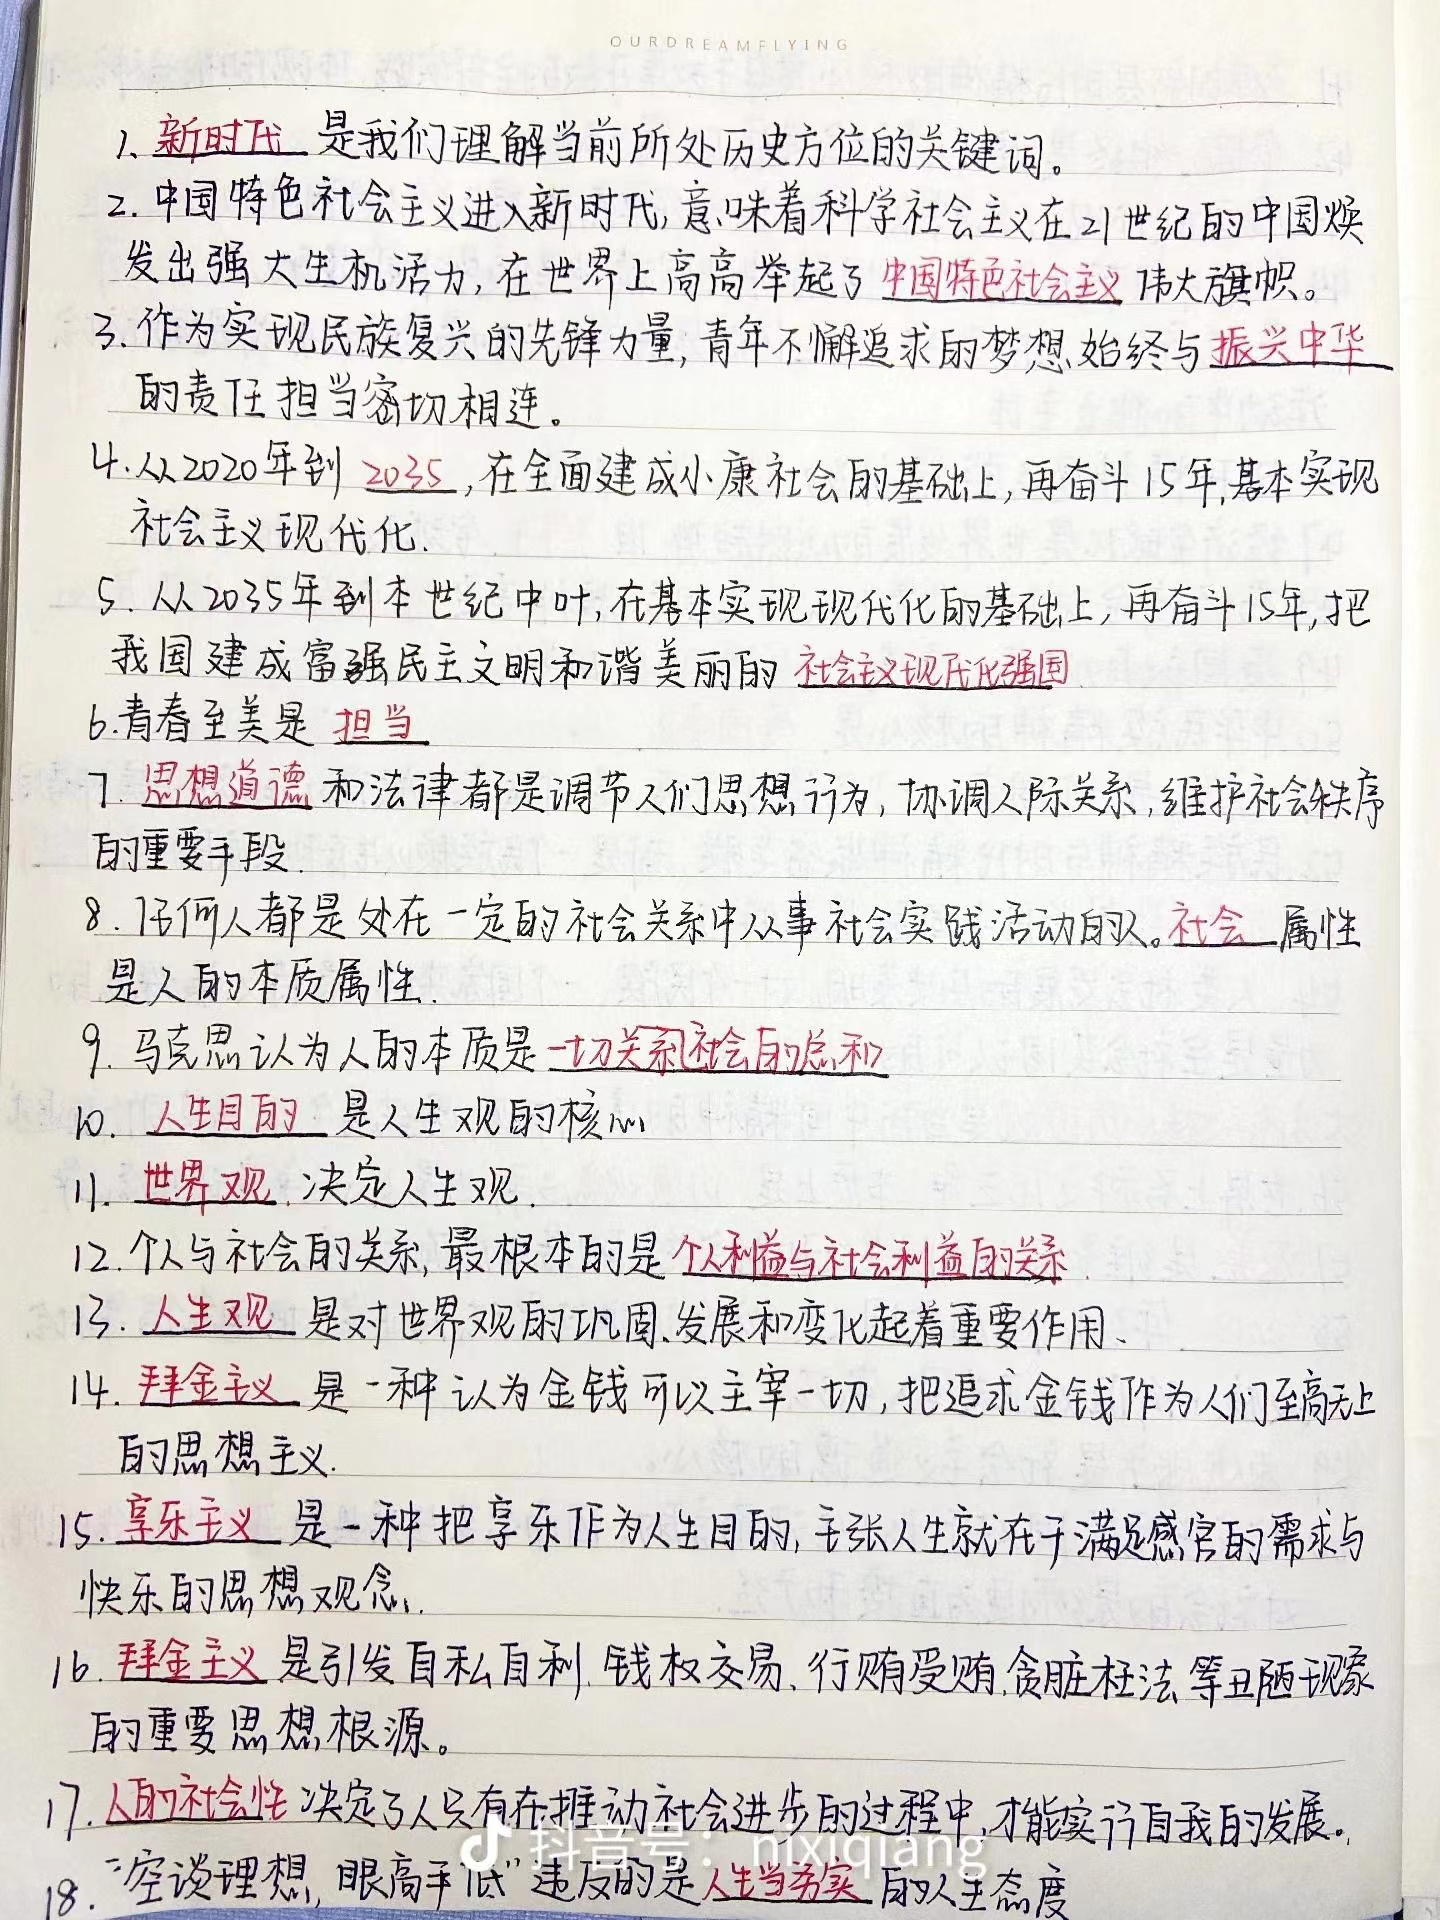 OURDREAMFLYING
1、新时代 是我们理解当前所处历史方位的关键词。
2. 中国特色社会主义进入新时代, 意味着科学社会主义在21世纪的中国焕
发出强大生机活力, 在世界上高高举起了 中国特色社会主义 伟大旗帜。
3. 作为实现民族复兴的先锋力量, 青年不懈追求的梦想始终与 振兴中华
的责任担当密切相连。
4. 从2020年到 2035, 在全面建成小康社会的基础上, 再奋斗15年, 基本实现
社会主义现代化.
5. 从2035年到本世纪中叶, 在基本实现现代化的基础上, 再奋斗15年, 把
我国建成富强民主文明和谐美丽的 社会主义现代化强国
6. 青春至美是 担当
7. 思想道德 和法律都是调节人们思想行为, 协调人际关系, 维护社会秩序
的重要手段.
8. 任何人都是处在一定的社会关系中从事社会实践活动的人。社会 属性
是人的本质属性.
9. 马克思认为人的本质是 一切关系社会的总和
10. 人生目的 是人生观的核心
11. 世界观 决定人生观.
12. 个人与社会的关系, 最根本的是 个人利益与社会利益的关系.
13. 人生观 是对世界观的巩固、发展和变化起着重要作用、
14. 拜金主义 是一种认为金钱可以主宰一切, 把追求金钱作为人们至高无上
的思想主义.
15. 享乐主义 是一种把享乐作为人生目的, 主张人生就在于满足感官的需求与
快乐的思想观念.
16. 拜金主义 是引发自私自利、钱权交易、行贿受贿、贪脏枉法等丑陋现象
的重要思想根源。
17. 人的社会性 决定了人只有在推动社会进步的过程中, 才能实行自我的发展。
抖音号：nixiqiang
18. “空谈理想, 眼高手低” 违反的是 人生当务实 的人生态度